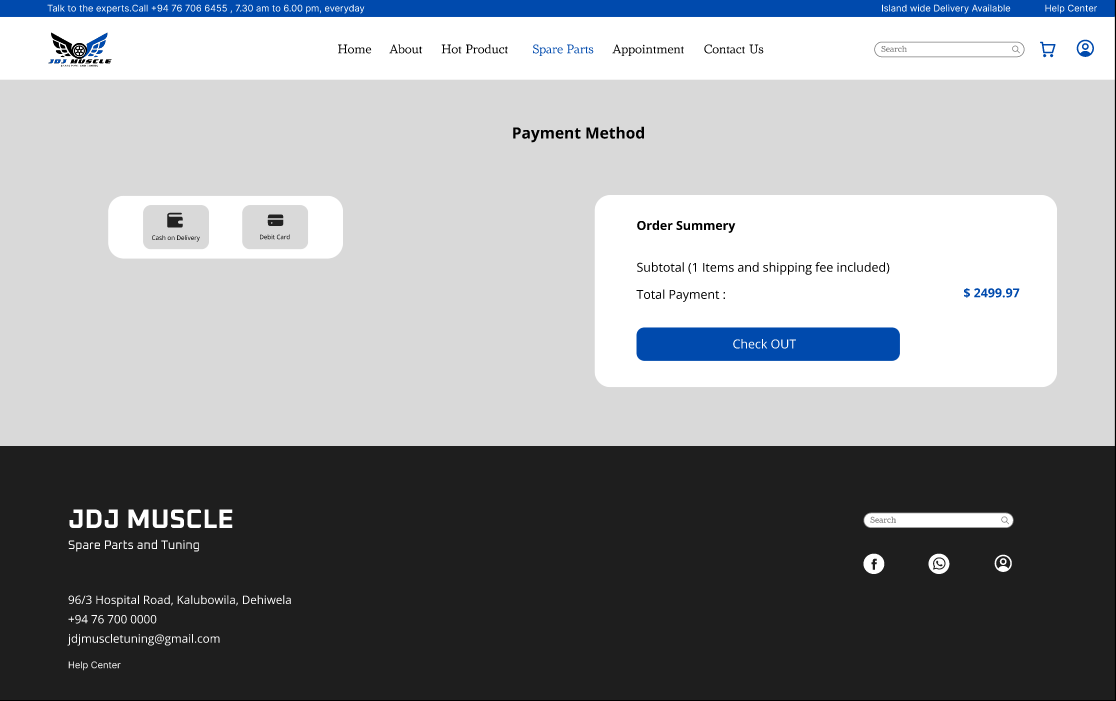 Talk to the experts.Call +94 76 706 6455 , 7.30 am to 6.00 pm, everyday
Island wide Delivery Available
Help Center
JDJ MUSCLE
Home
About
Hot Product
Spare Parts
Appointment
Contact Us
Search
Payment Method
Cash on Delivery
Debit Card
Order Summery
Subtotal (1 Items and shipping fee included)
Total Payment :
$ 2499.97
Check OUT
JDJ MUSCLE
Spare Parts and Tuning
Search
96/3 Hospital Road, Kalubowila, Dehiwela
+94 76 700 0000
jdjmuscletuning@gmail.com
Help Center